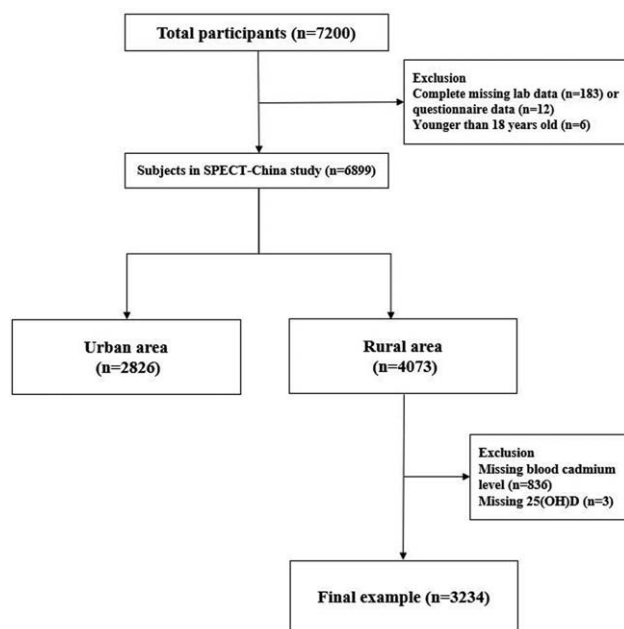 Total participants (n=7200)
Exclusion
Complete missing lab data (n=183) or
questionnaire data (n=12)
Younger than 18 years old (n=6)
Subjects in SPECT-China study (n=6899)
Urban area
(n=2826)
Rural area
(n=4073)
Exclusion
Missing blood cadmium
level (n=836)
Missing 25(OH)D (n=3)
Final example (n=3234)